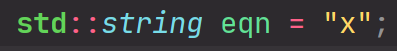 std::string eqn = "x";